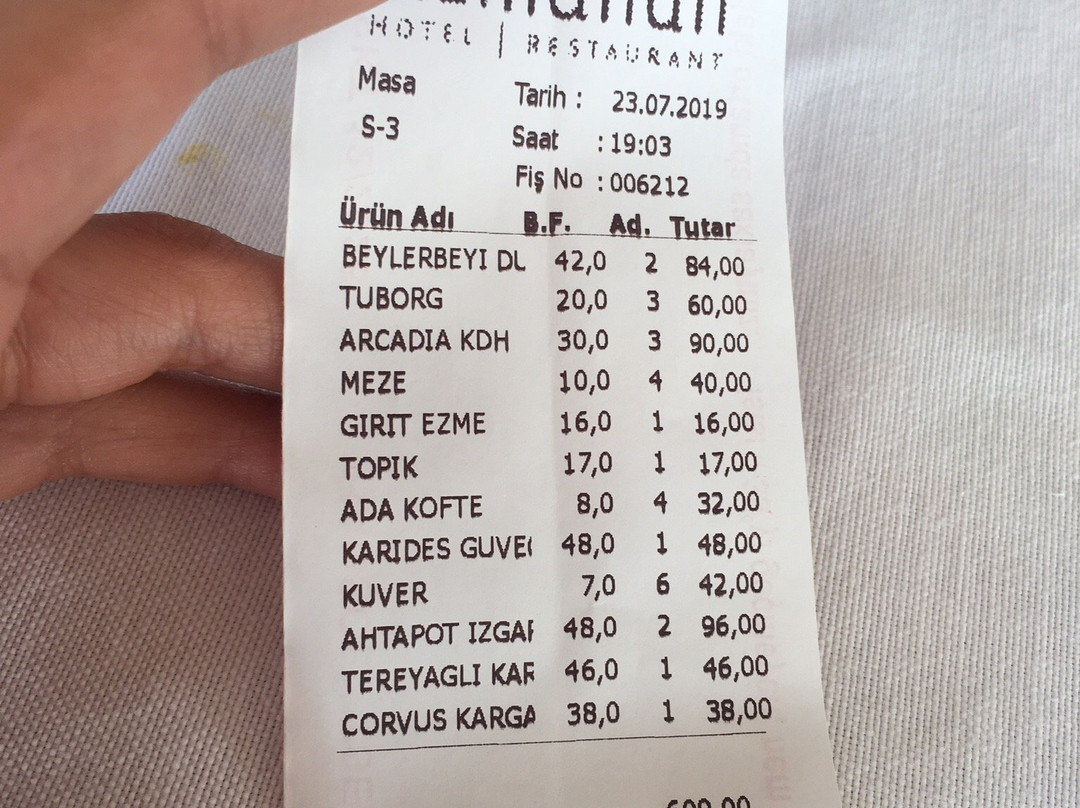 HOTEL | RESTAURANT
Masa Tarih : 23.07.2019
S-3 Saat : 19:03
Fiş No : 006212
Ürün Adı B.F. Ad. Tutar
BEYLERBEYI DL 42,0 2 84,00
TUBORG 20,0 3 60,00
ARCADIA KDH 30,0 3 90,00
MEZE 10,0 4 40,00
GIRIT EZME 16,0 1 16,00
TOPIK 17,0 1 17,00
ADA KOFTE 8,0 4 32,00
KARIDES GUVEC 48,0 1 48,00
KUVER 7,0 6 42,00
AHTAPOT IZGAR 48,0 2 96,00
TEREYAGLI KAR 46,0 1 46,00
CORVUS KARGA 38,0 1 38,00